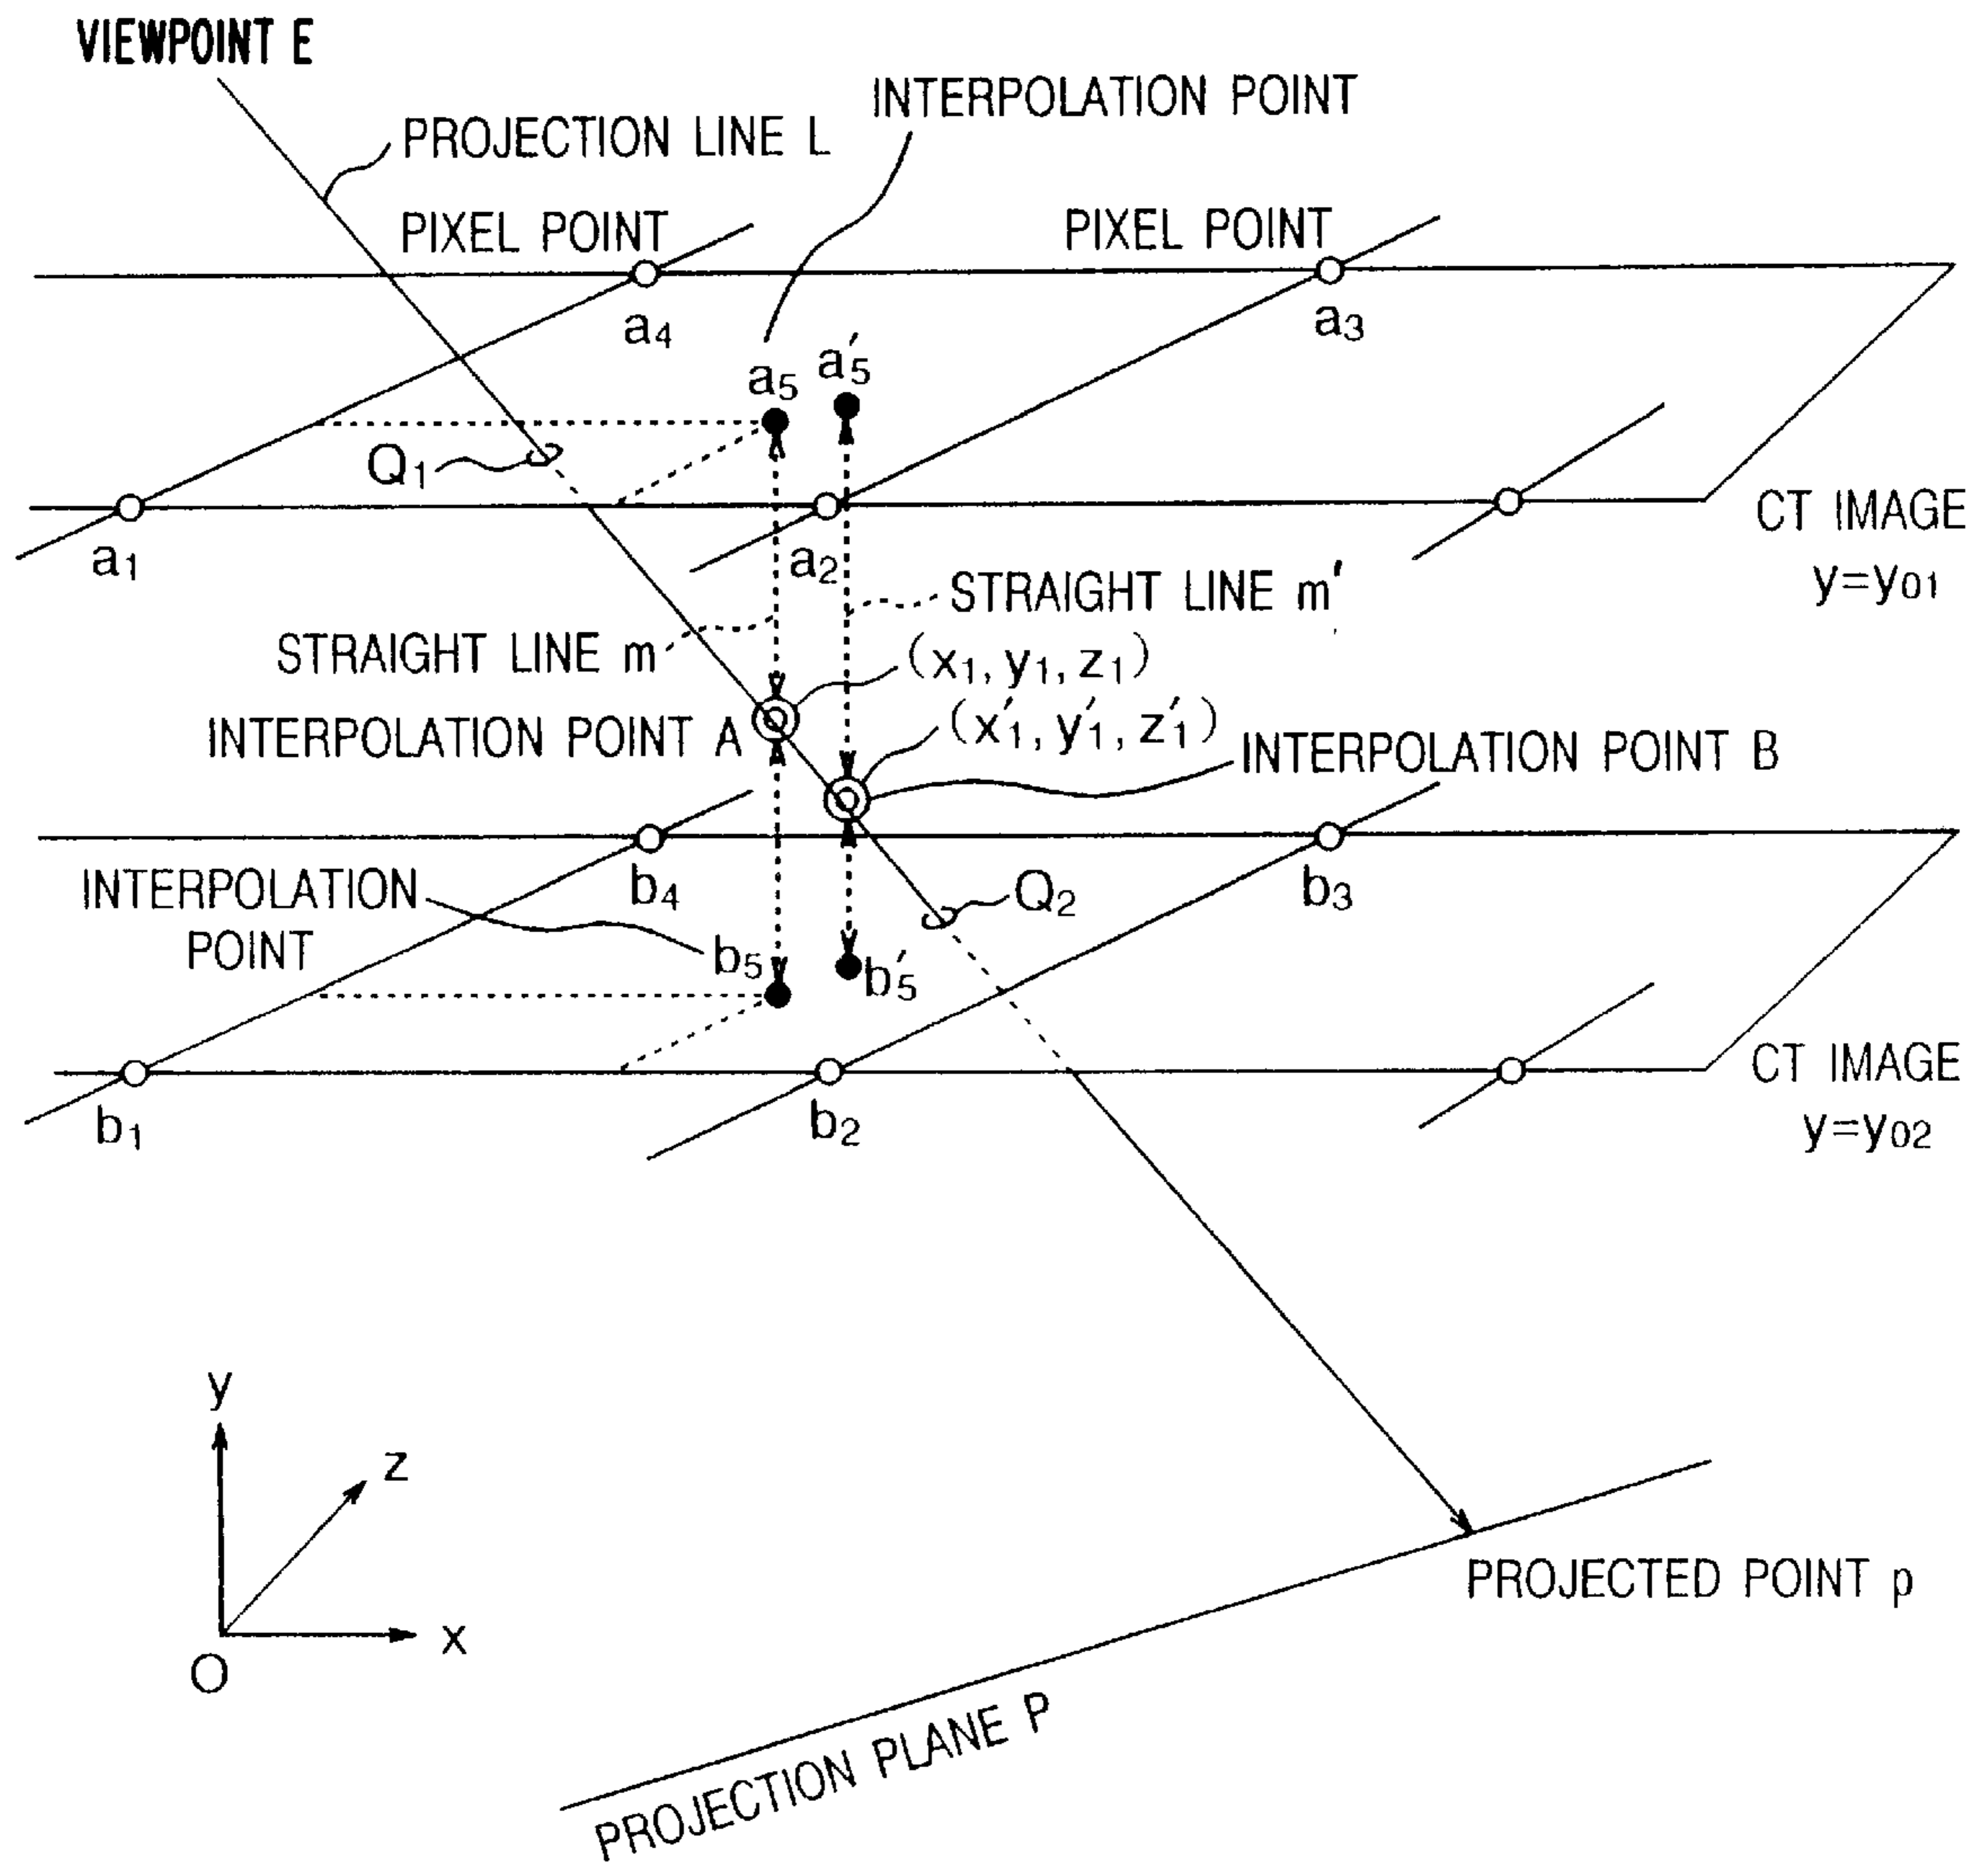 VIEWPOINT E
INTERPOLATION POINT
PROJECTION LINE L
PIXEL POINT
PIXEL POINT
a4
a3
a5
a'5
Q1
a1
a2
CT IMAGE
y=y01
STRAIGHT LINE m'
STRAIGHT LINE m
(x1, y1, z1)
INTERPOLATION POINT A
(x'1, y'1, z'1)
INTERPOLATION POINT B
b4
b3
INTERPOLATION
POINT
Q2
b5
b'5
b1
b2
CT IMAGE
y=y02
y
z
x
O
PROJECTED POINT p
PROJECTION PLANE P